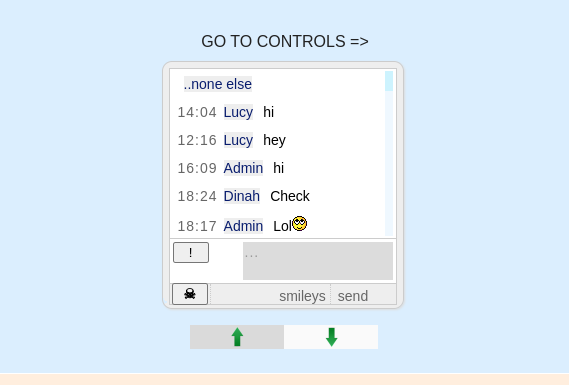 GO TO CONTROLS =>
..none else
14:04 Lucy hi
12:16 Lucy hey
16:09 Admin hi
18:24 Dinah Check
18:17 Admin Lol
!
...
smileys send